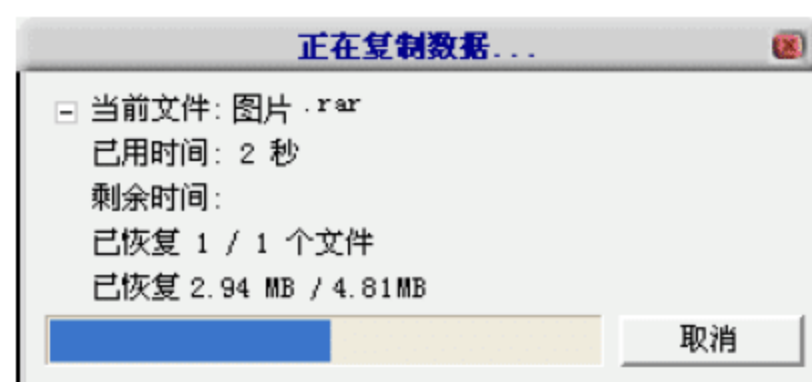 正在复制数据...
当前文件: 图片.rar
已用时间: 2 秒
剩余时间:
已恢复 1 / 1 个文件
已恢复 2.94 MB / 4.81MB
取消